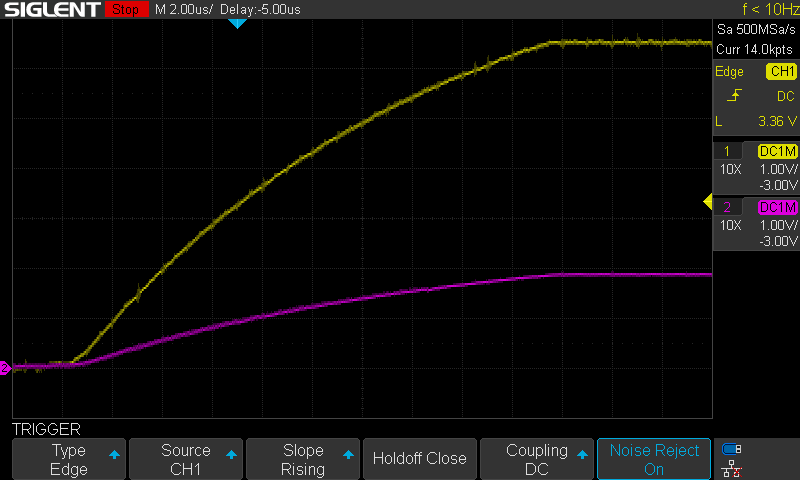 SIGLENT Stop M 2.00us/ Delay:-5.00us f < 10Hz
Sa 500MSa/s
Curr 14.0kpts
Edge CH1
DC
L 3.36 V
1 DC1M
10X 1.00V/
-3.00V
2 DC1M
10X 1.00V/
-3.00V
2
TRIGGER
Type
Edge
Source
CH1
Slope
Rising
Holdoff Close
Coupling
DC
Noise Reject
On